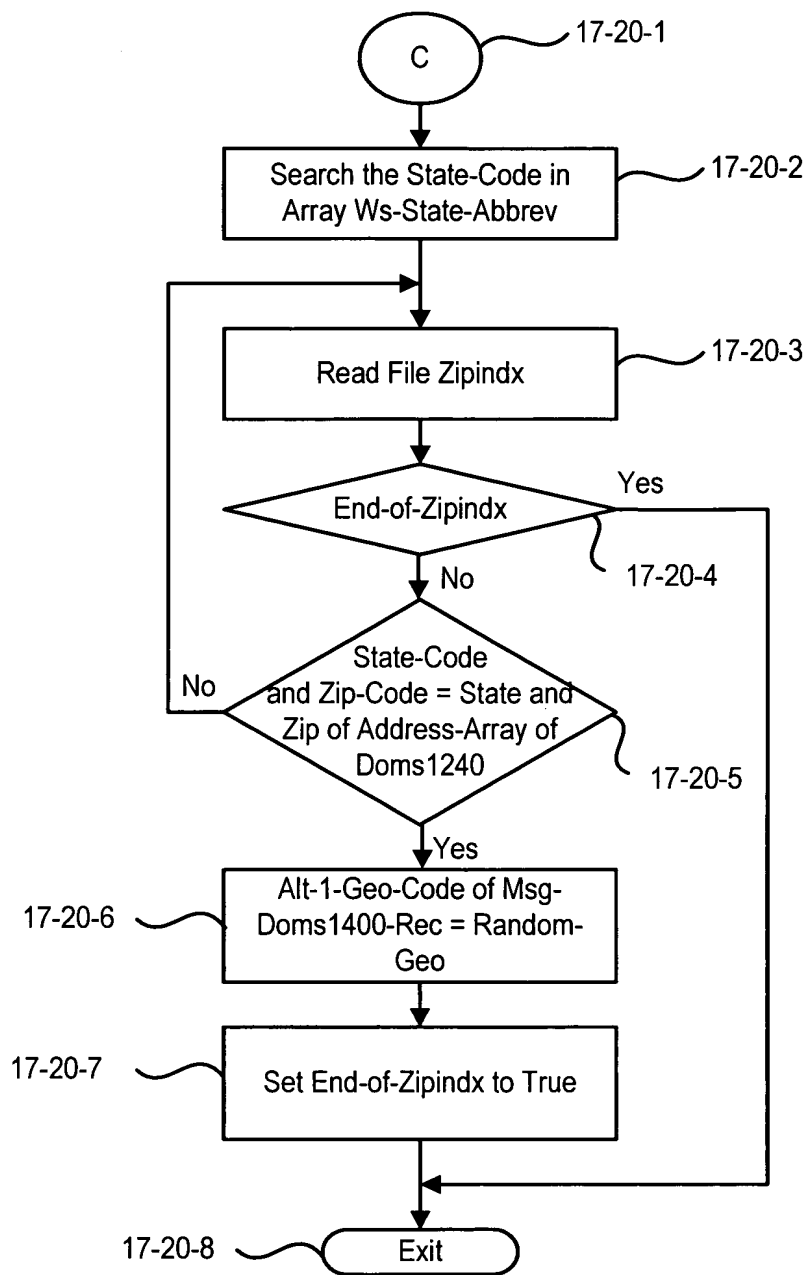 C
17-20-1
Search the State-Code in
Array Ws-State-Abbrev
17-20-2
Read File Zipindx
17-20-3
End-of-Zipindx
Yes
17-20-4
No
State-Code
and Zip-Code = State and
Zip of Address-Array of
Doms1240
No
17-20-5
Yes
Alt-1-Geo-Code of Msg-
Doms1400-Rec = Random-
Geo
17-20-6
Set End-of-Zipindx to True
17-20-7
Exit
17-20-8